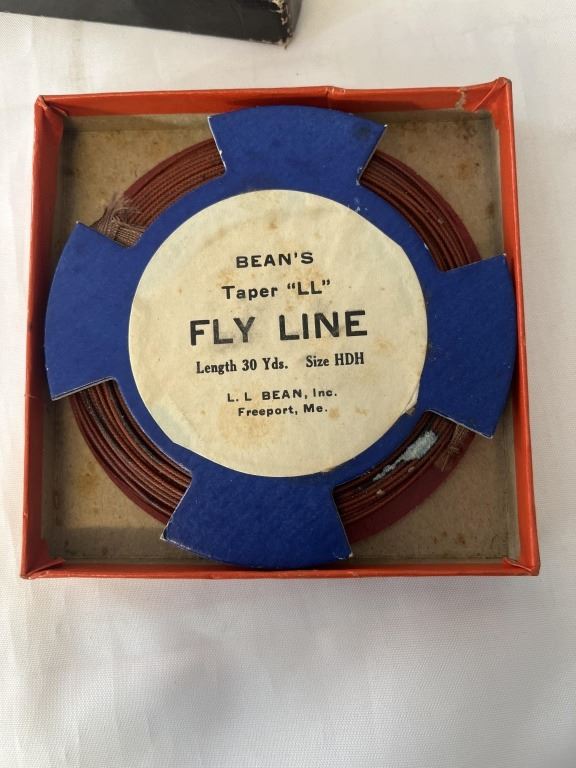 BEAN'S
Taper "LL"
FLY LINE
Length 30 Yds. Size HDH
L. L BEAN, Inc.
Freeport, Me.